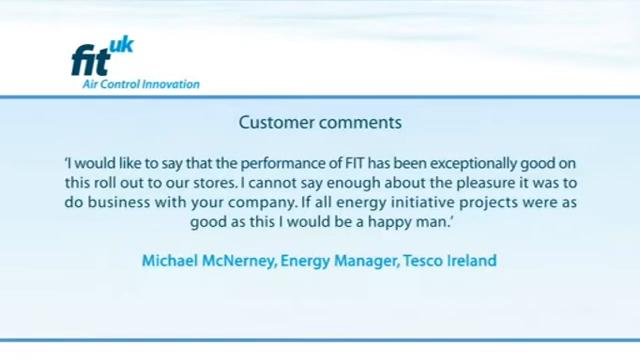 fit uk
Air Control Innovation
Customer comments
‘I would like to say that the performance of FIT has been exceptionally good on
this roll out to our stores. I cannot say enough about the pleasure it was to
do business with your company. If all energy initiative projects were as
good as this I would be a happy man.’
Michael McNerney, Energy Manager, Tesco Ireland